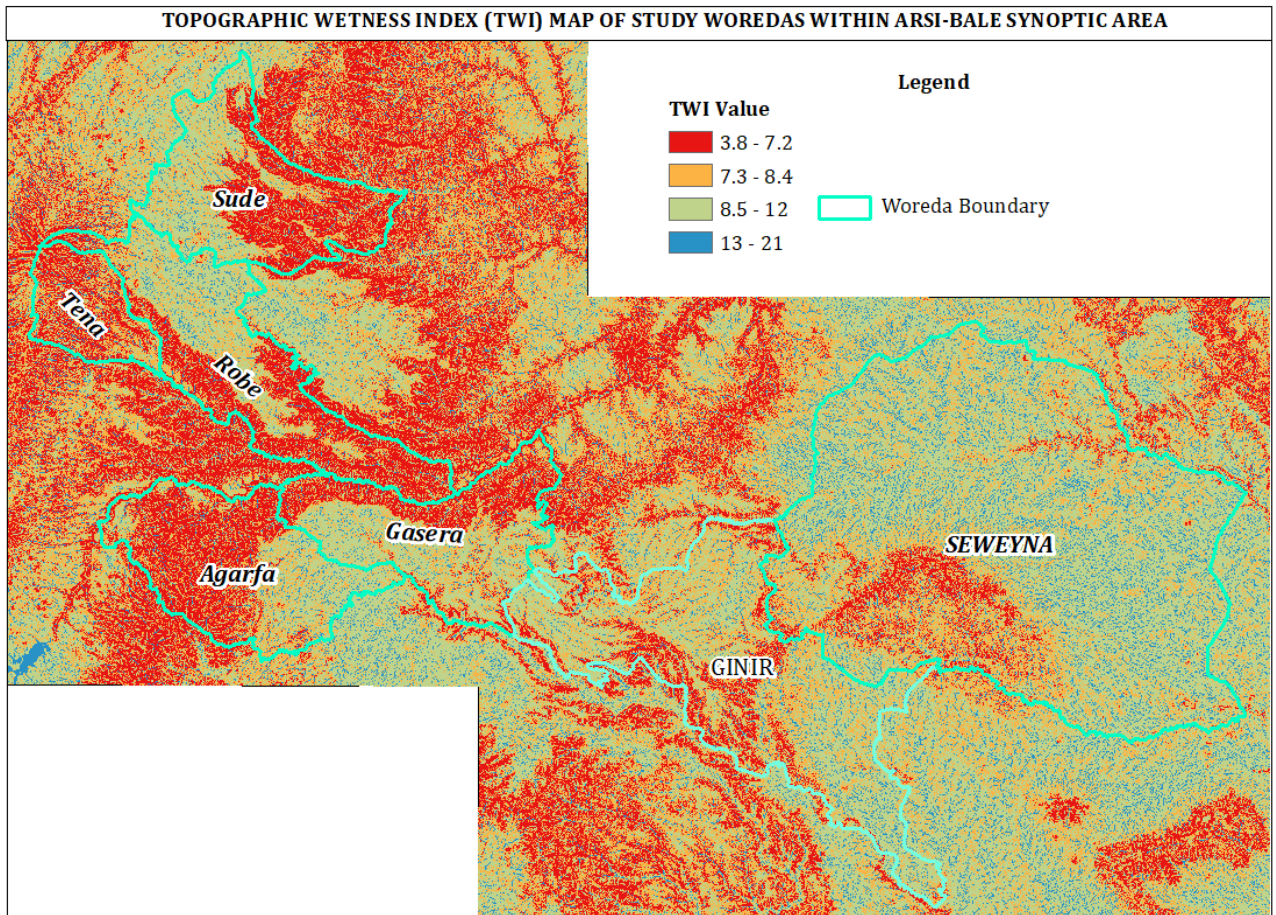 TOPOGRAPHIC WETNESS INDEX (TWI) MAP OF STUDY WOREDAS WITHIN ARSI-BALE SYNOPTIC AREA
Legend
TWI Value
3.8 - 7.2
7.3 - 8.4
8.5 - 12
13 - 21
Woreda Boundary
Sude
Tena
Robe
Gasera
Agarfa
SEWEYNA
GINIR